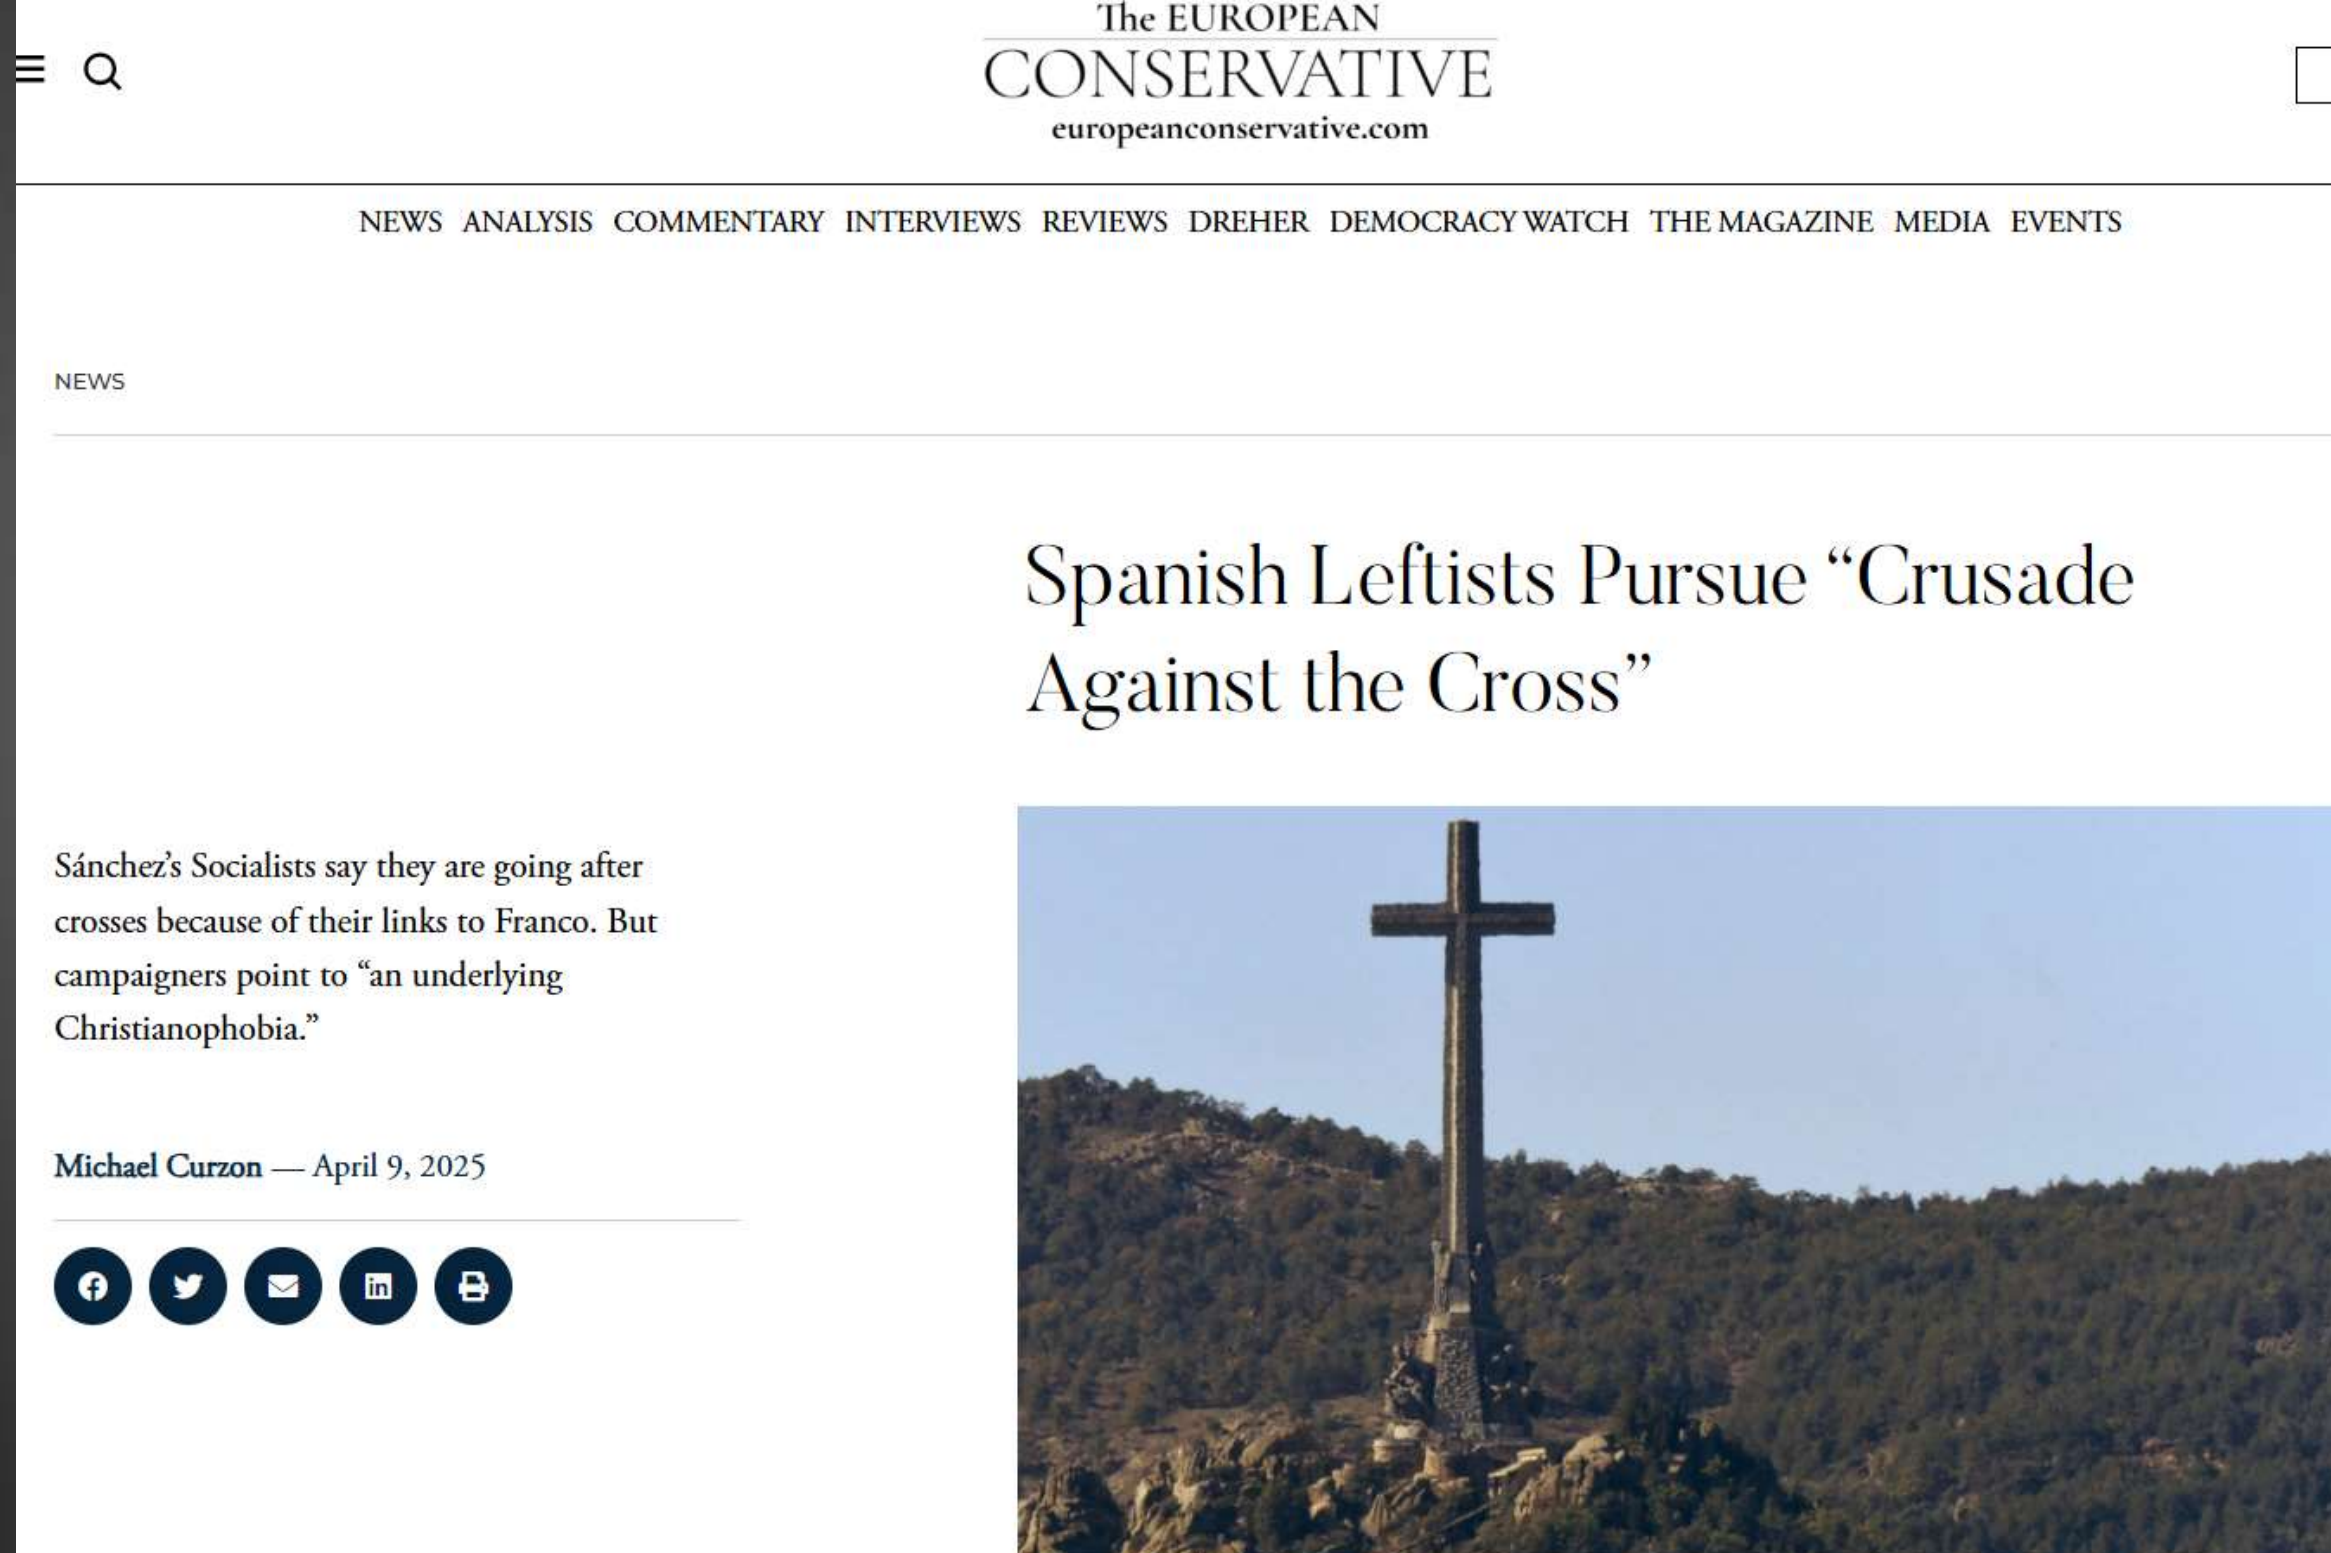 The EUROPEAN
CONSERVATIVE
europeanconservative.com
NEWS ANALYSIS COMMENTARY INTERVIEWS REVIEWS DREHER DEMOCRACY WATCH THE MAGAZINE MEDIA EVENTS
NEWS
Spanish Leftists Pursue “Crusade
Against the Cross”
Sánchez’s Socialists say they are going after
crosses because of their links to Franco. But
campaigners point to “an underlying
Christianophobia.”
Michael Curzon — April 9, 2025